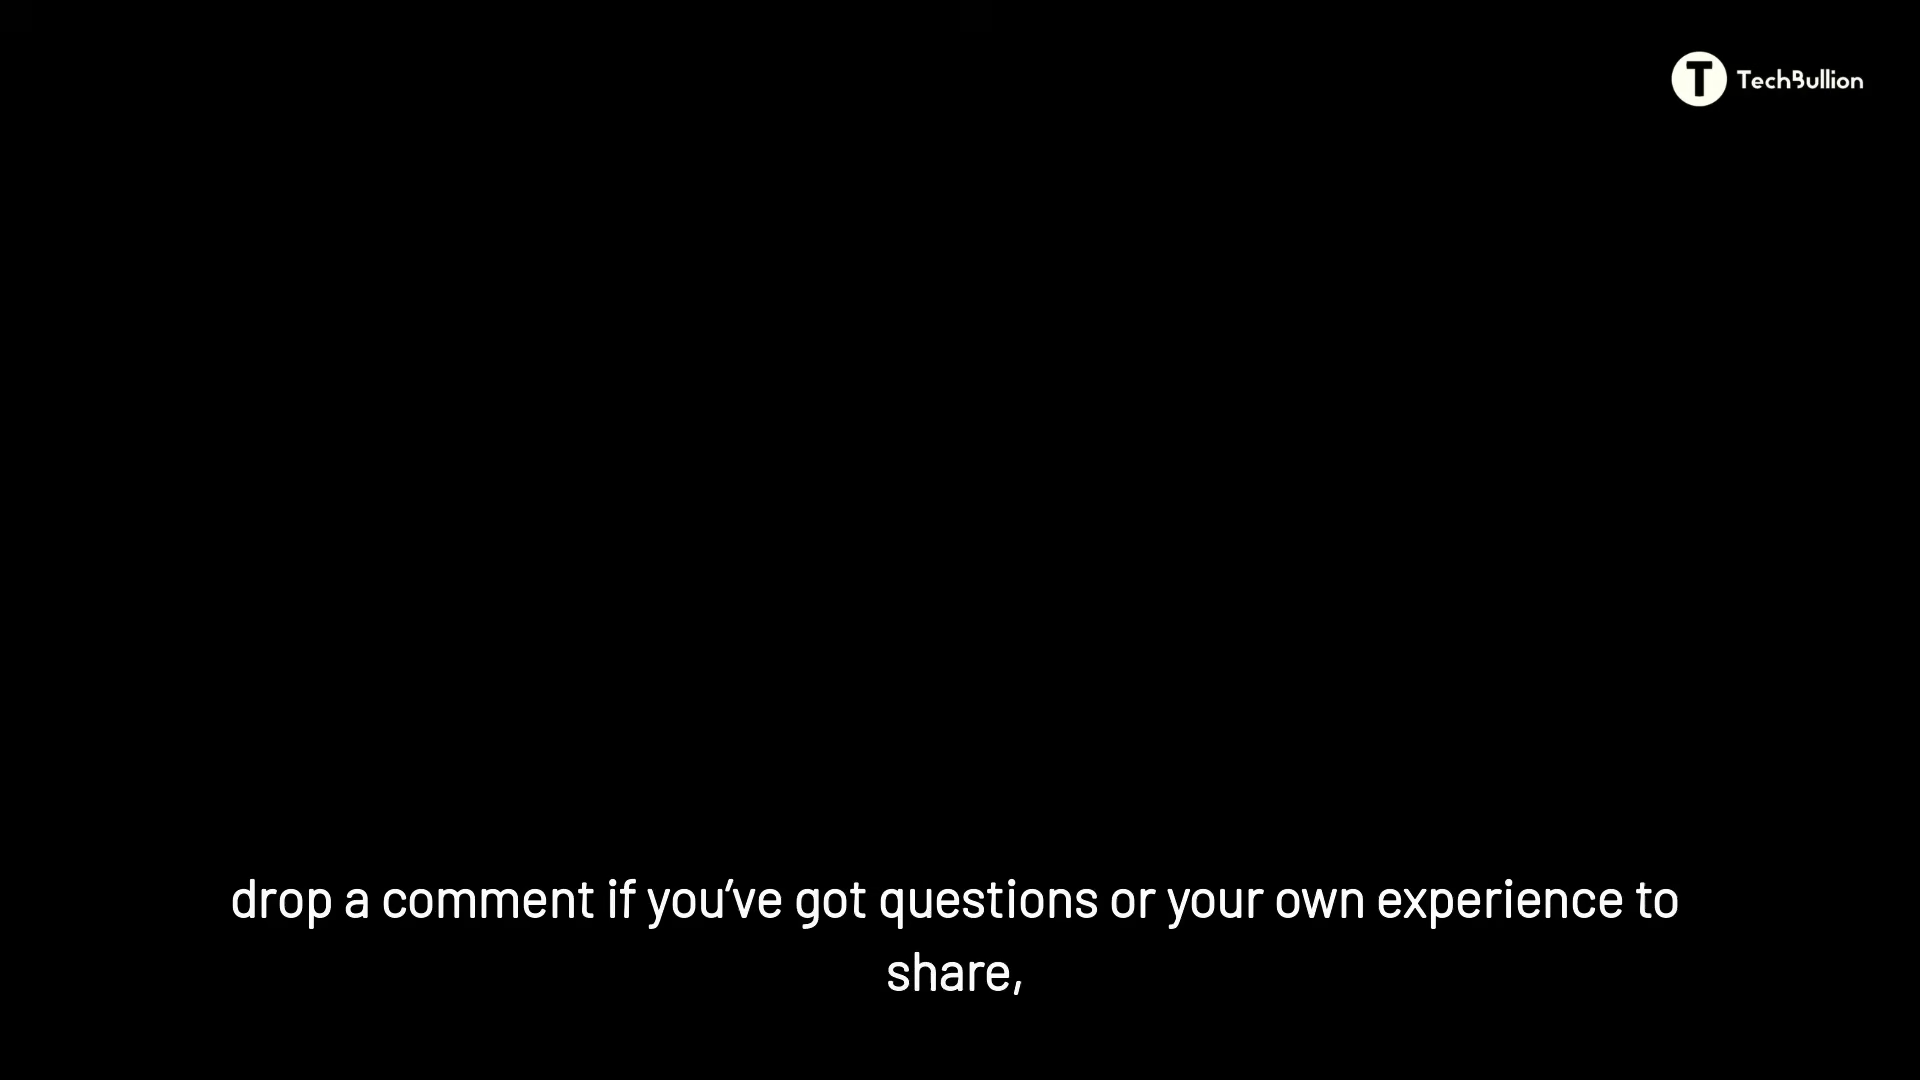 T TechBullion
drop a comment if you've got questions or your own experience to
share,